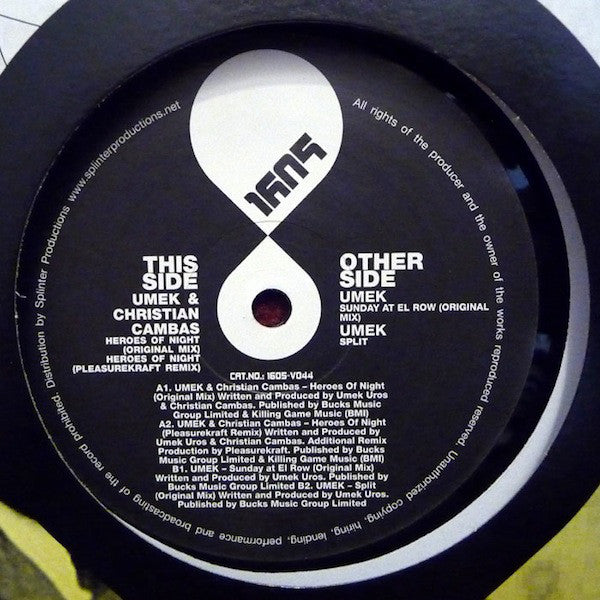 1605
THIS
SIDE
UMEK &
CHRISTIAN
CAMBAS
HEROES OF NIGHT
(ORIGINAL MIX)
HEROES OF NIGHT
(PLEASUREKRAFT REMIX)
OTHER
SIDE
UMEK
SUNDAY AT EL ROW (ORIGINAL
MIX)
UMEK
SPLIT
CAT.NO.: 1605-V044
A1. UMEK & Christian Cambas – Heroes Of Night
(Original Mix) Written and Produced by Umek Uros
& Christian Cambas. Published by Bucks Music
Group Limited & Killing Game Music (BMI)
A2. UMEK & Christian Cambas – Heroes Of Night
(Pleasurekraft Remix) Written and Produced by
Umek Uros & Christian Cambas. Additional Remix
Production by Pleasurekraft. Published by Bucks
Music Group Limited & Killing Game Music (BMI)
B1. UMEK – Sunday at El Row (Original Mix)
Written and Produced by Umek Uros. Published by
Bucks Music Group Limited B2. UMEK – Split
(Original Mix) Written and Produced by Umek Uros.
Published by Bucks Music Group Limited
All rights of the producer and the owner of the works reproduced reserved. Unauthorized copying, hiring, lending, performance and broadcasting of the record prohibited. Distribution by Splinter Productions www.splinterproductions.net